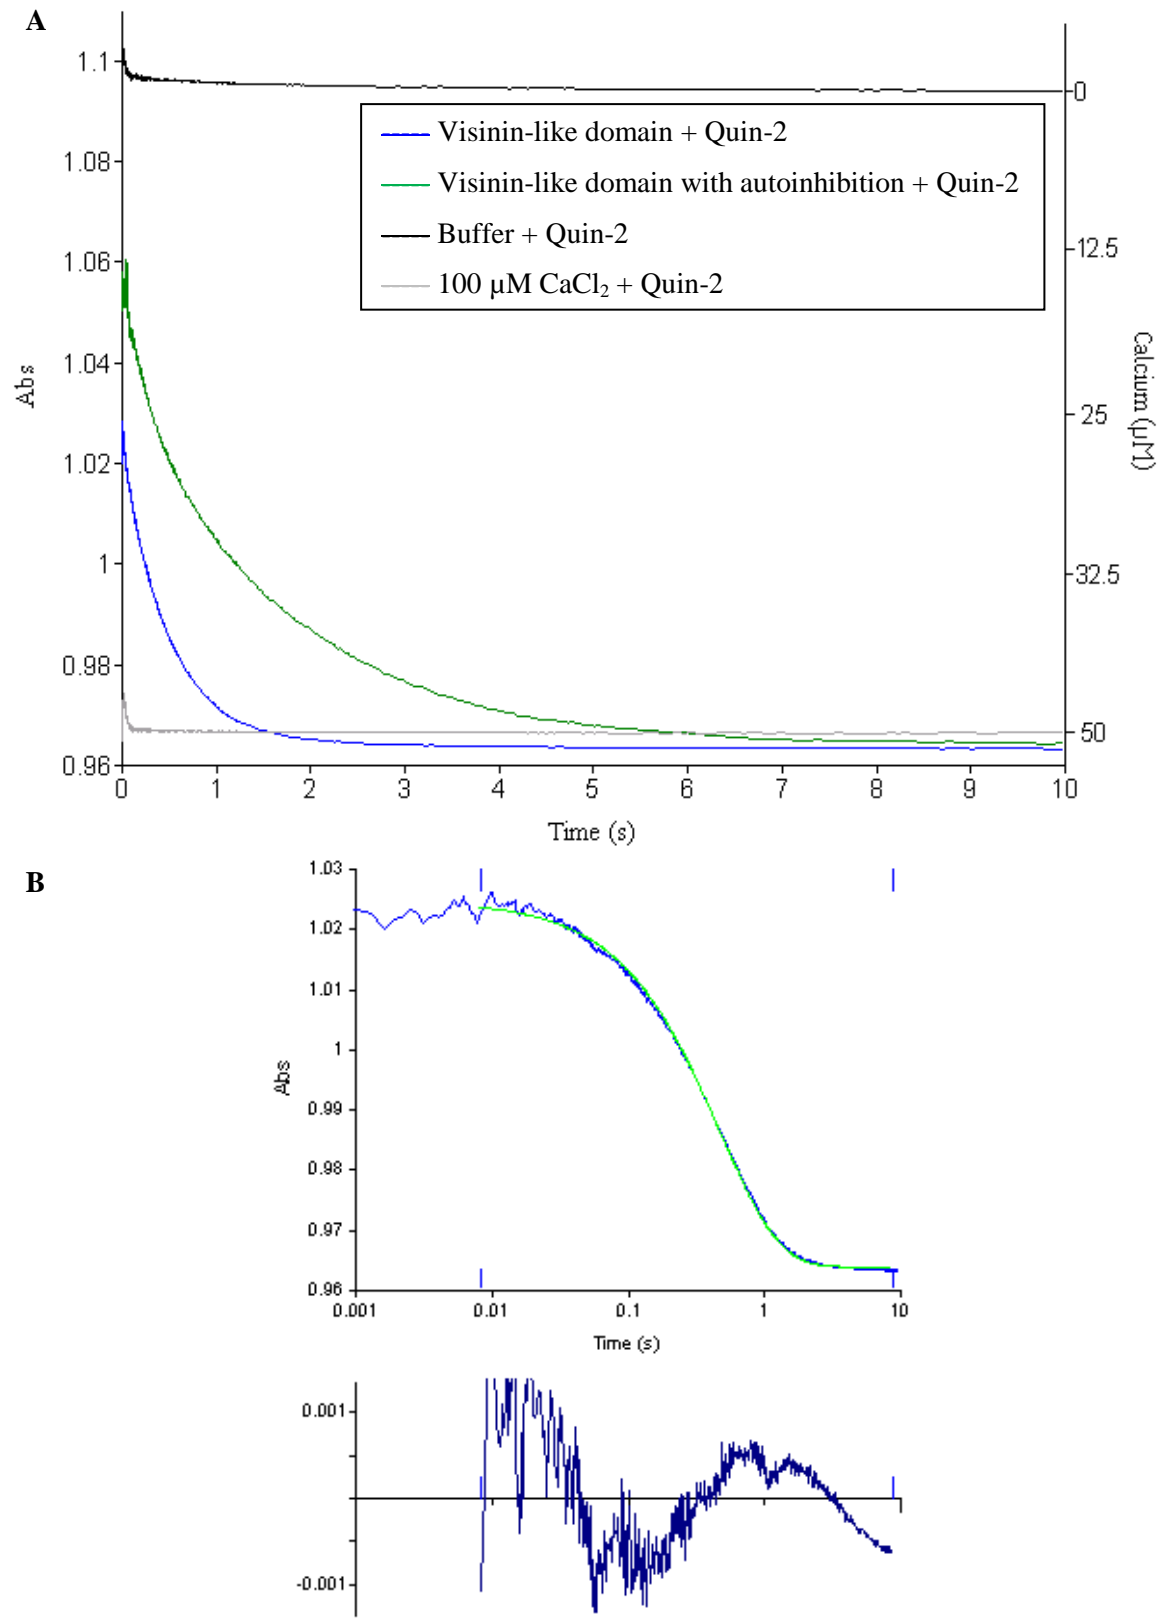 A
1.1
1.08
1.06
1.04
1.02
1
0.98
0.96
Abs
0
12.5
25
32.5
50
Calcium (µM)
Visinin-like domain + Quin-2
Visinin-like domain with autoinhibition + Quin-2
Buffer + Quin-2
100 µM CaCl₂ + Quin-2
0 1 2 3 4 5 6 7 8 9 10
Time (s)
B
1.03
1.02
1.01
1
0.99
0.98
0.97
0.96
Abs
0.001 0.01 0.1 1 10
Time (s)
0.001
-0.001